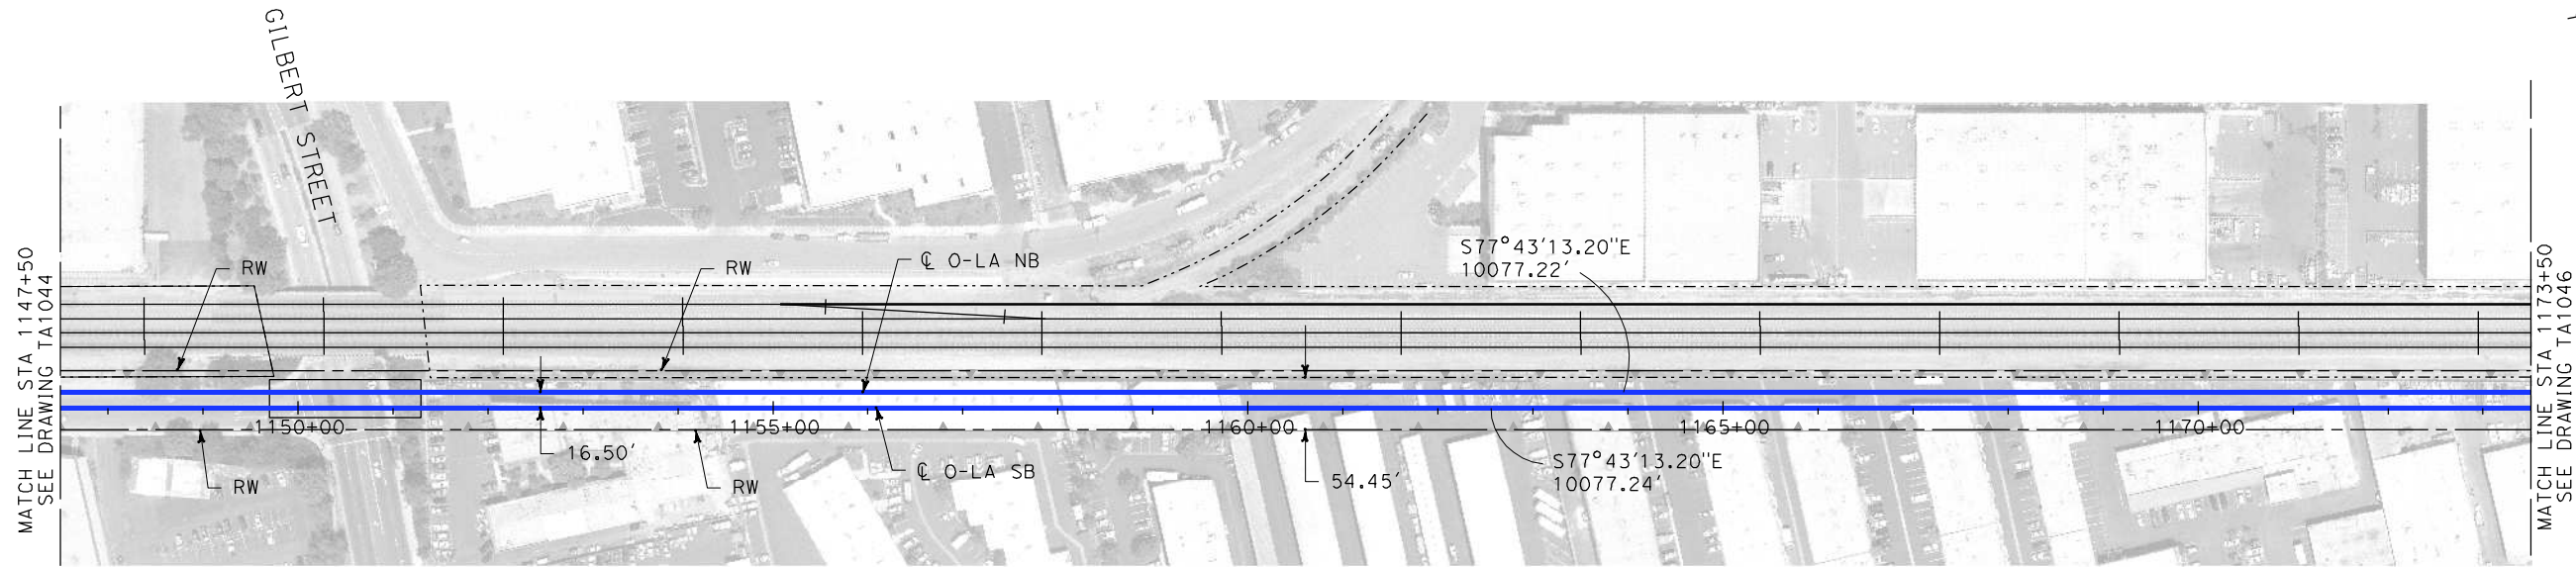 GILBERT STREET
MATCH LINE STA 1147+50
SEE DRAWING TA1044
RW
RW
℄ O-LA NB
S77°43'13.20"E
10077.22'
1150+00
1155+00
1160+00
1165+00
1170+00
16.50'
RW
RW
℄ O-LA SB
54.45'
S77°43'13.20"E
10077.24'
MATCH LINE STA 1173+50
SEE DRAWING TA1046